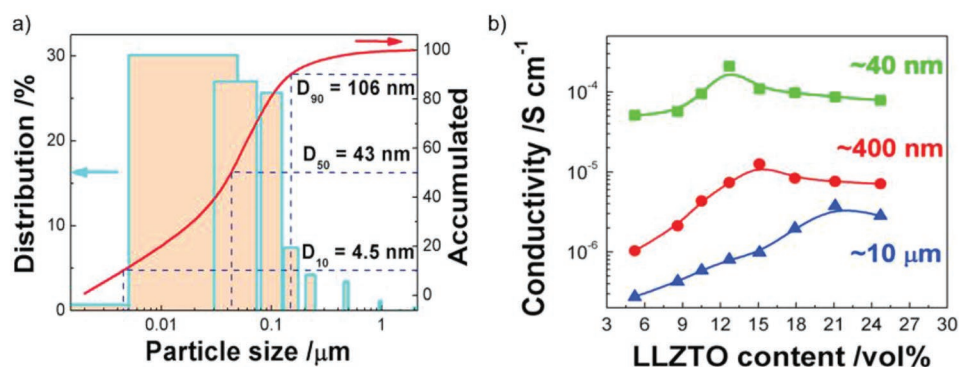 a)
30
20
10
0
Distribution /%
D90 = 106 nm
D50 = 43 nm
D10 = 4.5 nm
100
80
60
40
20
0
Accumulated
0.01
0.1
1
Particle size /μm
b)
10-4
10-5
10-6
Conductivity /S cm-1
~40 nm
~400 nm
~10 μm
3
6
9
12
15
18
21
24
27
30
LLZTO content /vol%